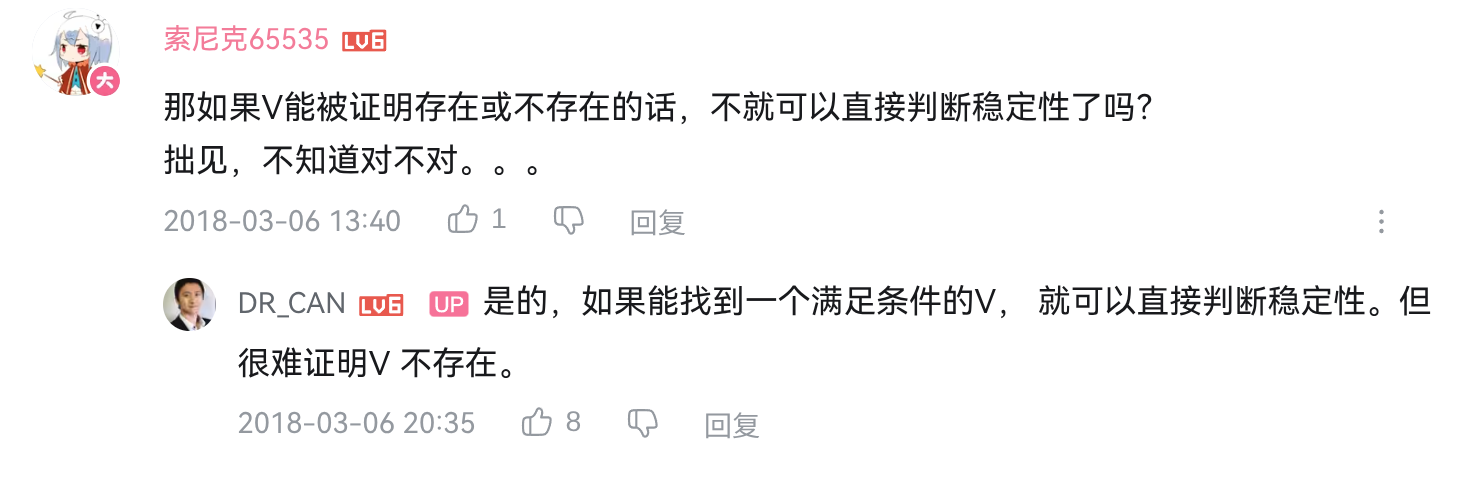 索尼克65535 LV6
大
那如果V能被证明存在或不存在的话，不就可以直接判断稳定性了吗？
拙见，不知道对不对。。。
2018-03-06 13:40 1 回复
DR_CAN LV6 UP 是的，如果能找到一个满足条件的V， 就可以直接判断稳定性。但
很难证明V 不存在。
2018-03-06 20:35 8 回复